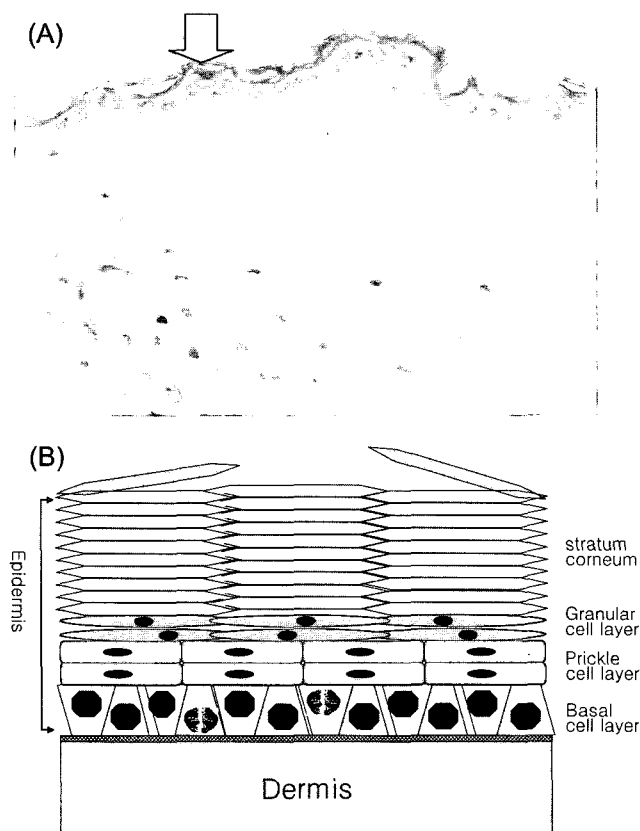 (A)
(B)
Epidermis
stratum
corneum
Granular
cell layer
Prickle
cell layer
Basal
cell layer
Dermis